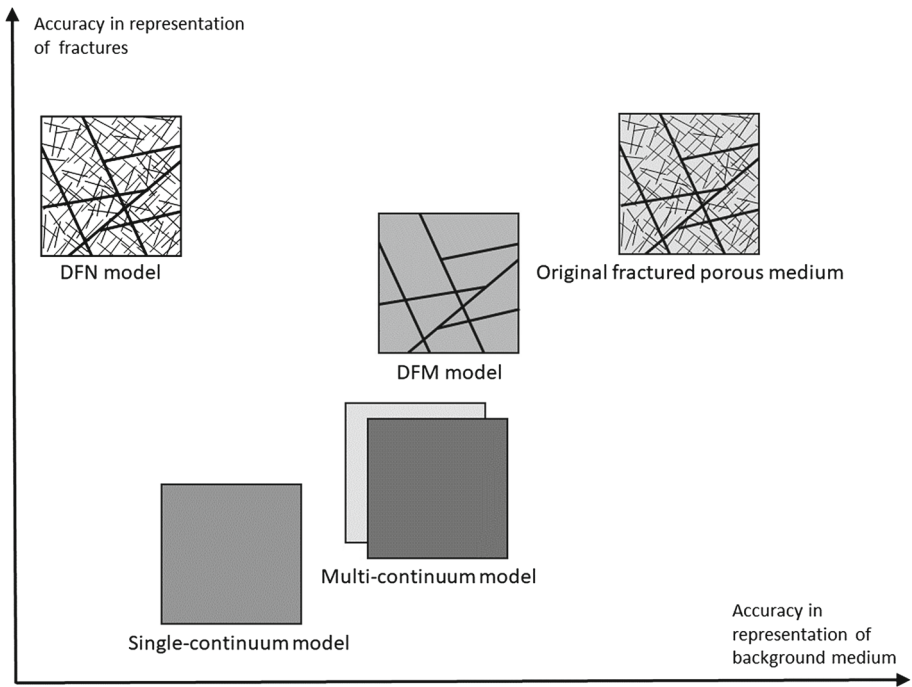 Accuracy in representation
of fractures
DFN model
Original fractured porous medium
DFM model
Multi-continuum model
Single-continuum model
Accuracy in
representation of
background medium